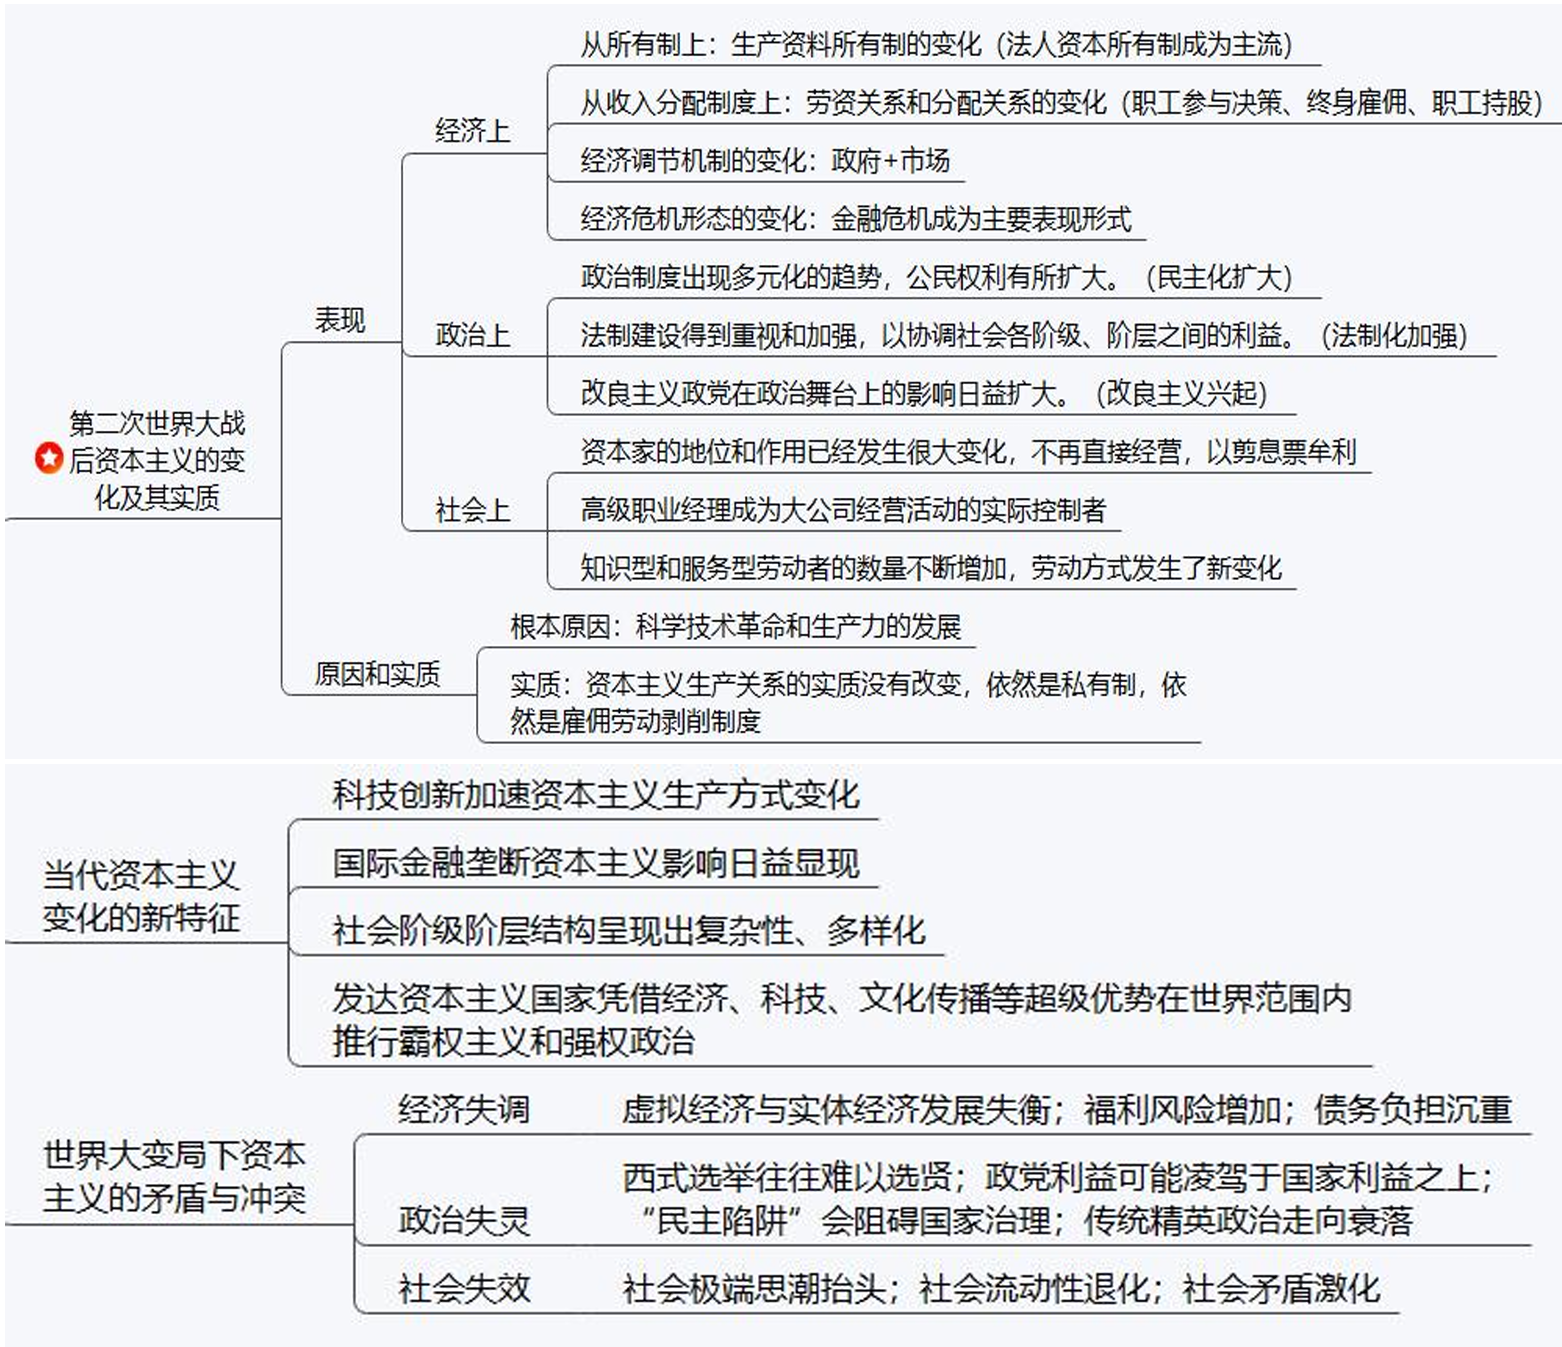 从所有制上：生产资料所有制的变化（法人资本所有制成为主流）
从收入分配制度上：劳资关系和分配关系的变化（职工参与决策、终身雇佣、职工持股）
经济上
经济调节机制的变化：政府+市场
经济危机形态的变化：金融危机成为主要表现形式
政治制度出现多元化的趋势，公民权利有所扩大。（民主化扩大）
表现
政治上
法制建设得到重视和加强，以协调社会各阶级、阶层之间的利益。（法制化加强）
改良主义政党在政治舞台上的影响日益扩大。（改良主义兴起）
第二次世界大战
后资本主义的变
化及其实质
资本家的地位和作用已经发生很大变化，不再直接经营，以剪息票牟利
社会上
高级职业经理成为大公司经营活动的实际控制者
知识型和服务型劳动者的数量不断增加，劳动方式发生了新变化
根本原因：科学技术革命和生产力的发展
原因和实质
实质：资本主义生产关系的实质没有改变，依然是私有制，依
然是雇佣劳动剥削制度
科技创新加速资本主义生产方式变化
当代资本主义
变化的新特征
国际金融垄断资本主义影响日益显现
社会阶级阶层结构呈现出复杂性、多样化
发达资本主义国家凭借经济、科技、文化传播等超级优势在世界范围内
推行霸权主义和强权政治
世界大变局下资本
主义的矛盾与冲突
经济失调 虚拟经济与实体经济发展失衡；福利风险增加；债务负担沉重
政治失灵
西式选举往往难以选贤；政党利益可能凌驾于国家利益之上；
“民主陷阱”会阻碍国家治理；传统精英政治走向衰落
社会失效 社会极端思潮抬头；社会流动性退化；社会矛盾激化